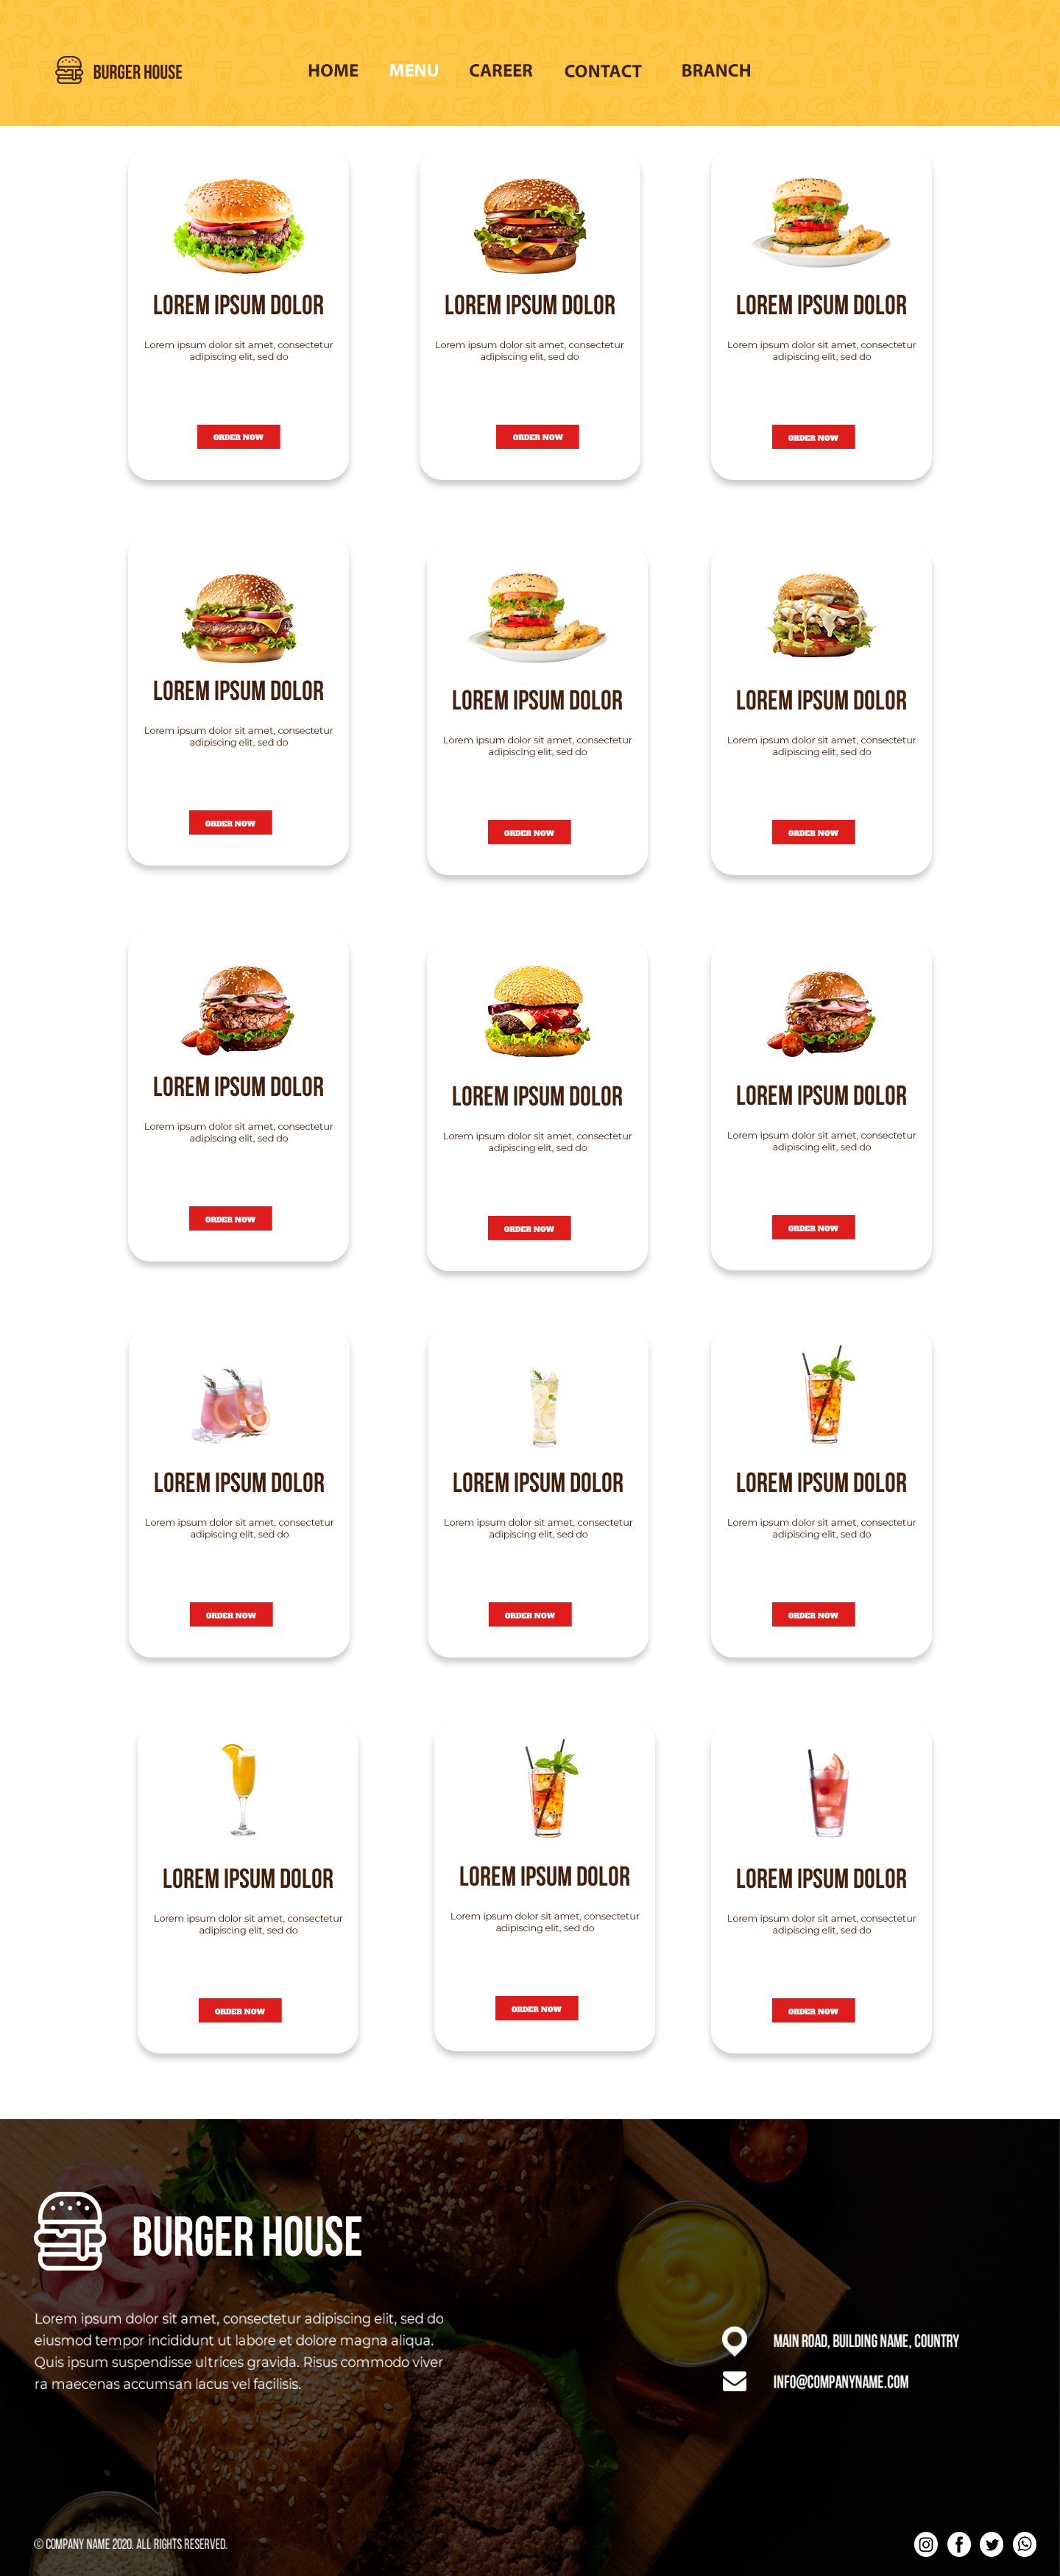 BURGER HOUSE
HOME MENU CAREER CONTACT BRANCH
LOREM IPSUM DOLOR
Lorem ipsum dolor sit amet, consectetur
adipiscing elit, sed do
ORDER NOW
LOREM IPSUM DOLOR
Lorem ipsum dolor sit amet, consectetur
adipiscing elit, sed do
ORDER NOW
LOREM IPSUM DOLOR
Lorem ipsum dolor sit amet, consectetur
adipiscing elit, sed do
ORDER NOW
LOREM IPSUM DOLOR
Lorem ipsum dolor sit amet, consectetur
adipiscing elit, sed do
ORDER NOW
LOREM IPSUM DOLOR
Lorem ipsum dolor sit amet, consectetur
adipiscing elit, sed do
ORDER NOW
LOREM IPSUM DOLOR
Lorem ipsum dolor sit amet, consectetur
adipiscing elit, sed do
ORDER NOW
LOREM IPSUM DOLOR
Lorem ipsum dolor sit amet, consectetur
adipiscing elit, sed do
ORDER NOW
LOREM IPSUM DOLOR
Lorem ipsum dolor sit amet, consectetur
adipiscing elit, sed do
ORDER NOW
LOREM IPSUM DOLOR
Lorem ipsum dolor sit amet, consectetur
adipiscing elit, sed do
ORDER NOW
LOREM IPSUM DOLOR
Lorem ipsum dolor sit amet, consectetur
adipiscing elit, sed do
ORDER NOW
LOREM IPSUM DOLOR
Lorem ipsum dolor sit amet, consectetur
adipiscing elit, sed do
ORDER NOW
LOREM IPSUM DOLOR
Lorem ipsum dolor sit amet, consectetur
adipiscing elit, sed do
ORDER NOW
LOREM IPSUM DOLOR
Lorem ipsum dolor sit amet, consectetur
adipiscing elit, sed do
ORDER NOW
LOREM IPSUM DOLOR
Lorem ipsum dolor sit amet, consectetur
adipiscing elit, sed do
ORDER NOW
LOREM IPSUM DOLOR
Lorem ipsum dolor sit amet, consectetur
adipiscing elit, sed do
ORDER NOW
BURGER HOUSE
Lorem ipsum dolor sit amet, consectetur adipiscing elit, sed do
eiusmod tempor incididunt ut labore et dolore magna aliqua.
Quis ipsum suspendisse ultrices gravida. Risus commodo viver
ra maecenas accumsan lacus vel facilisis.
MAIN ROAD, BUILDING NAME, COUNTRY
INFO@COMPANYNAME.COM
© COMPANY NAME 2020. ALL RIGHTS RESERVED.